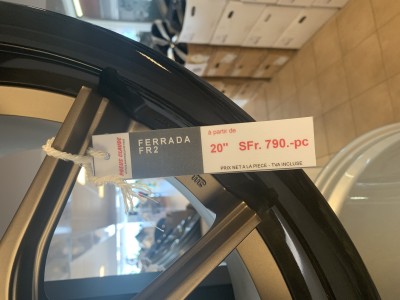 FERRADA
FR2
à partir de
20" SFr. 790.-pc
PRIX NET A LA PIECE - TVA INCLUSE